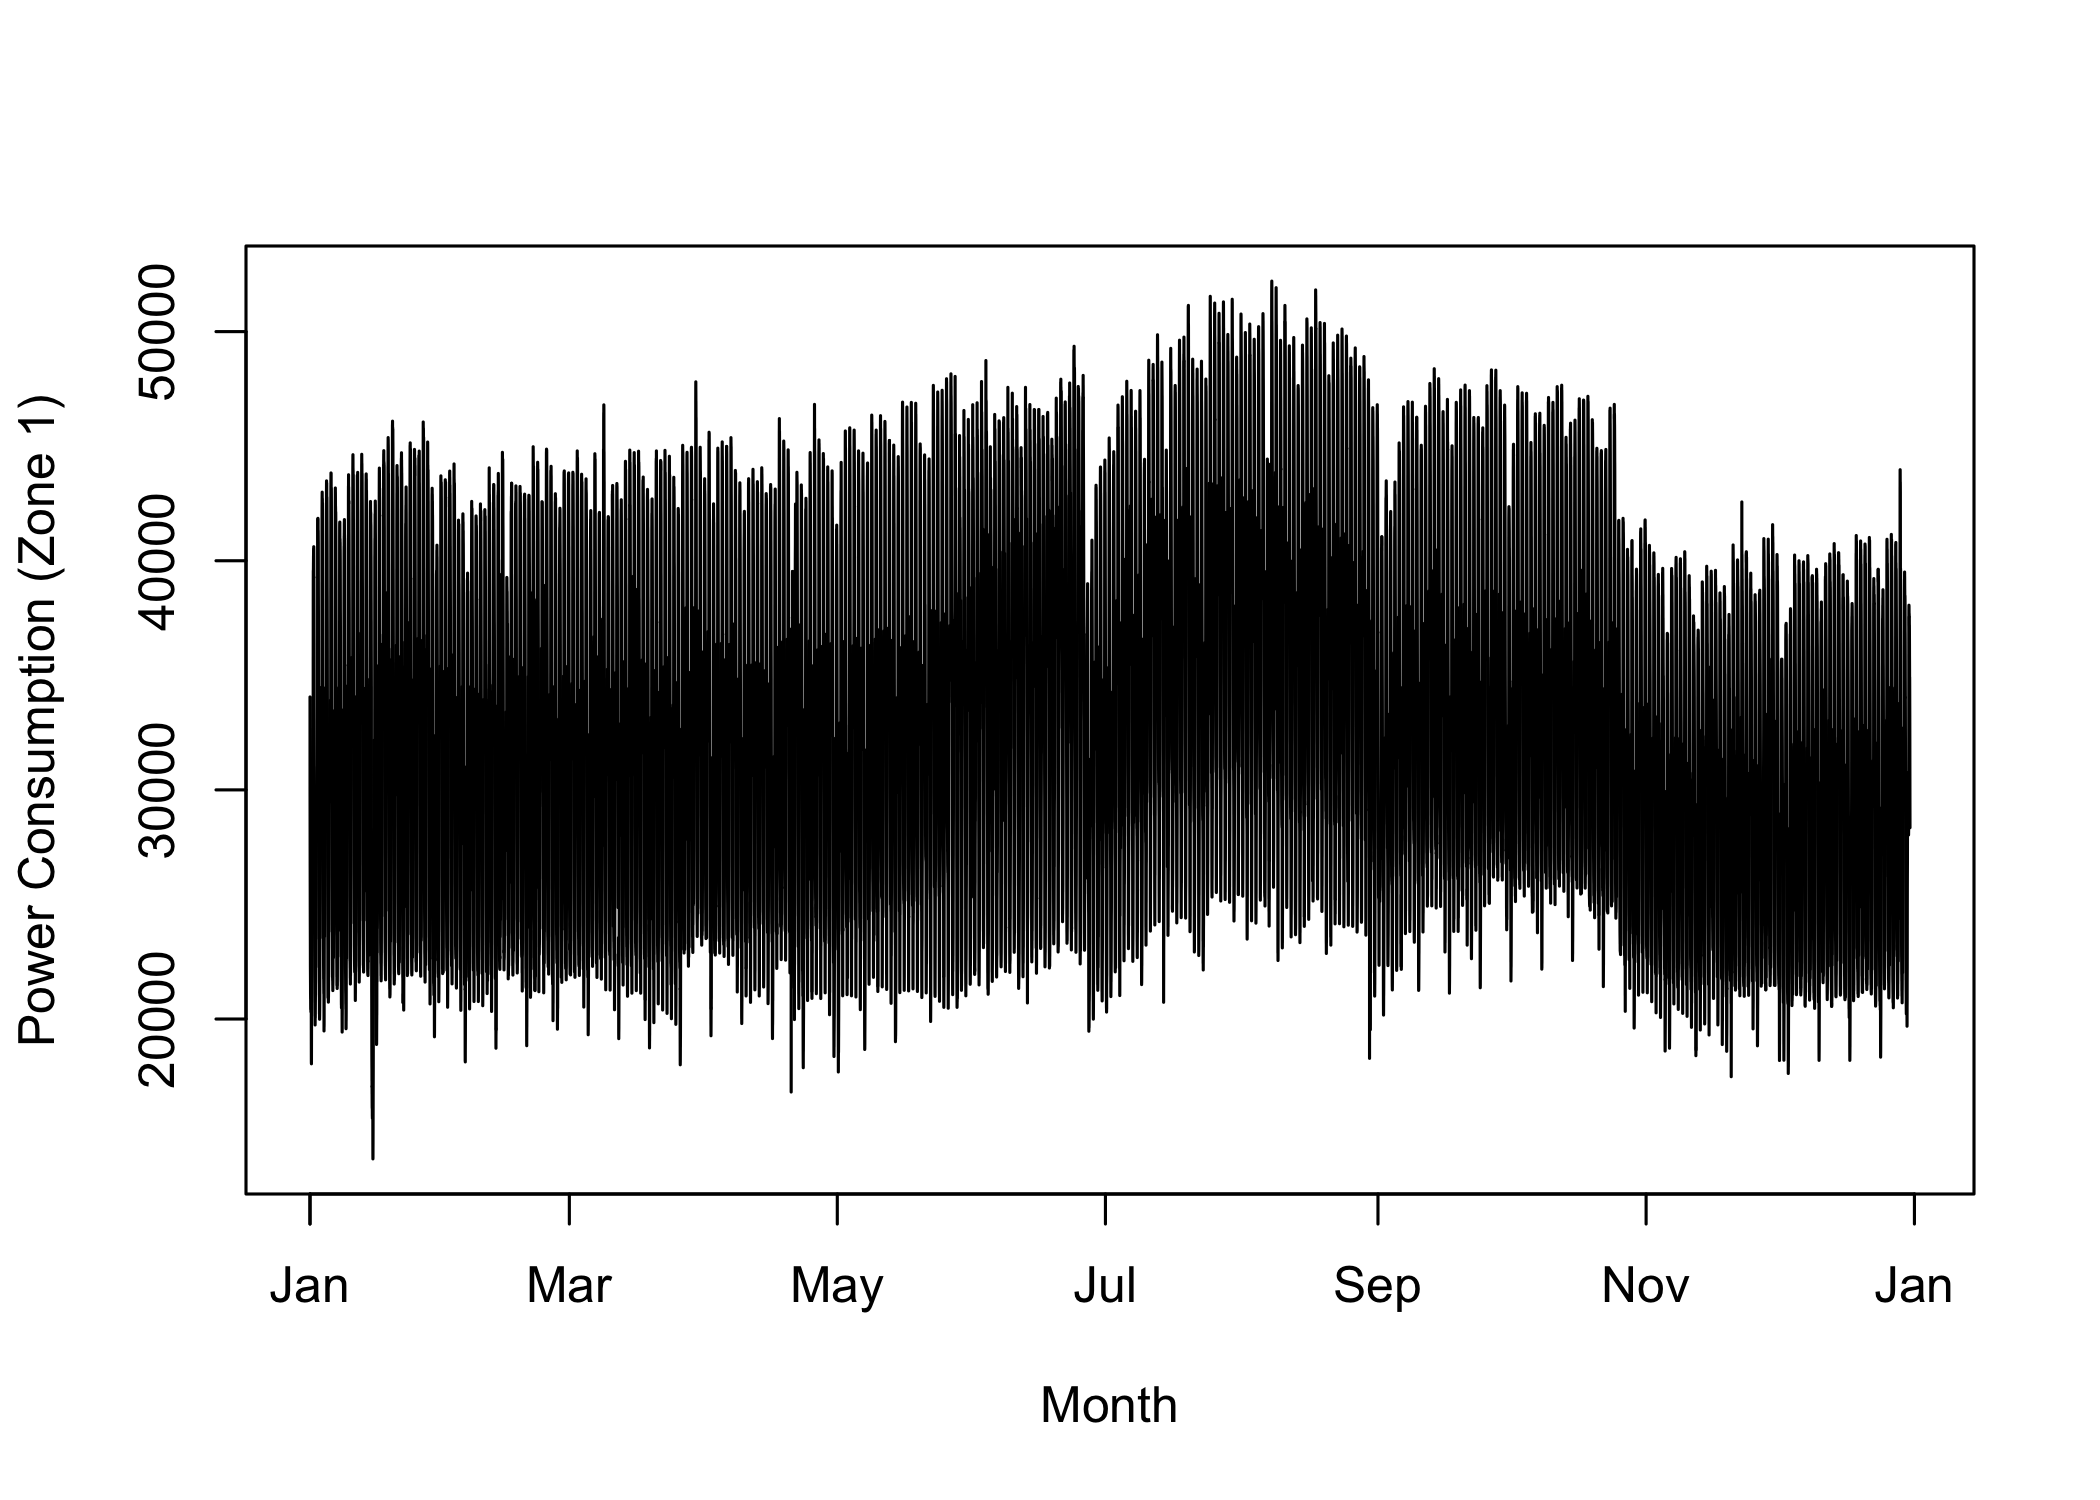 Power Consumption (Zone 1)
50000
40000
30000
20000
Jan Mar May Jul Sep Nov Jan
Month